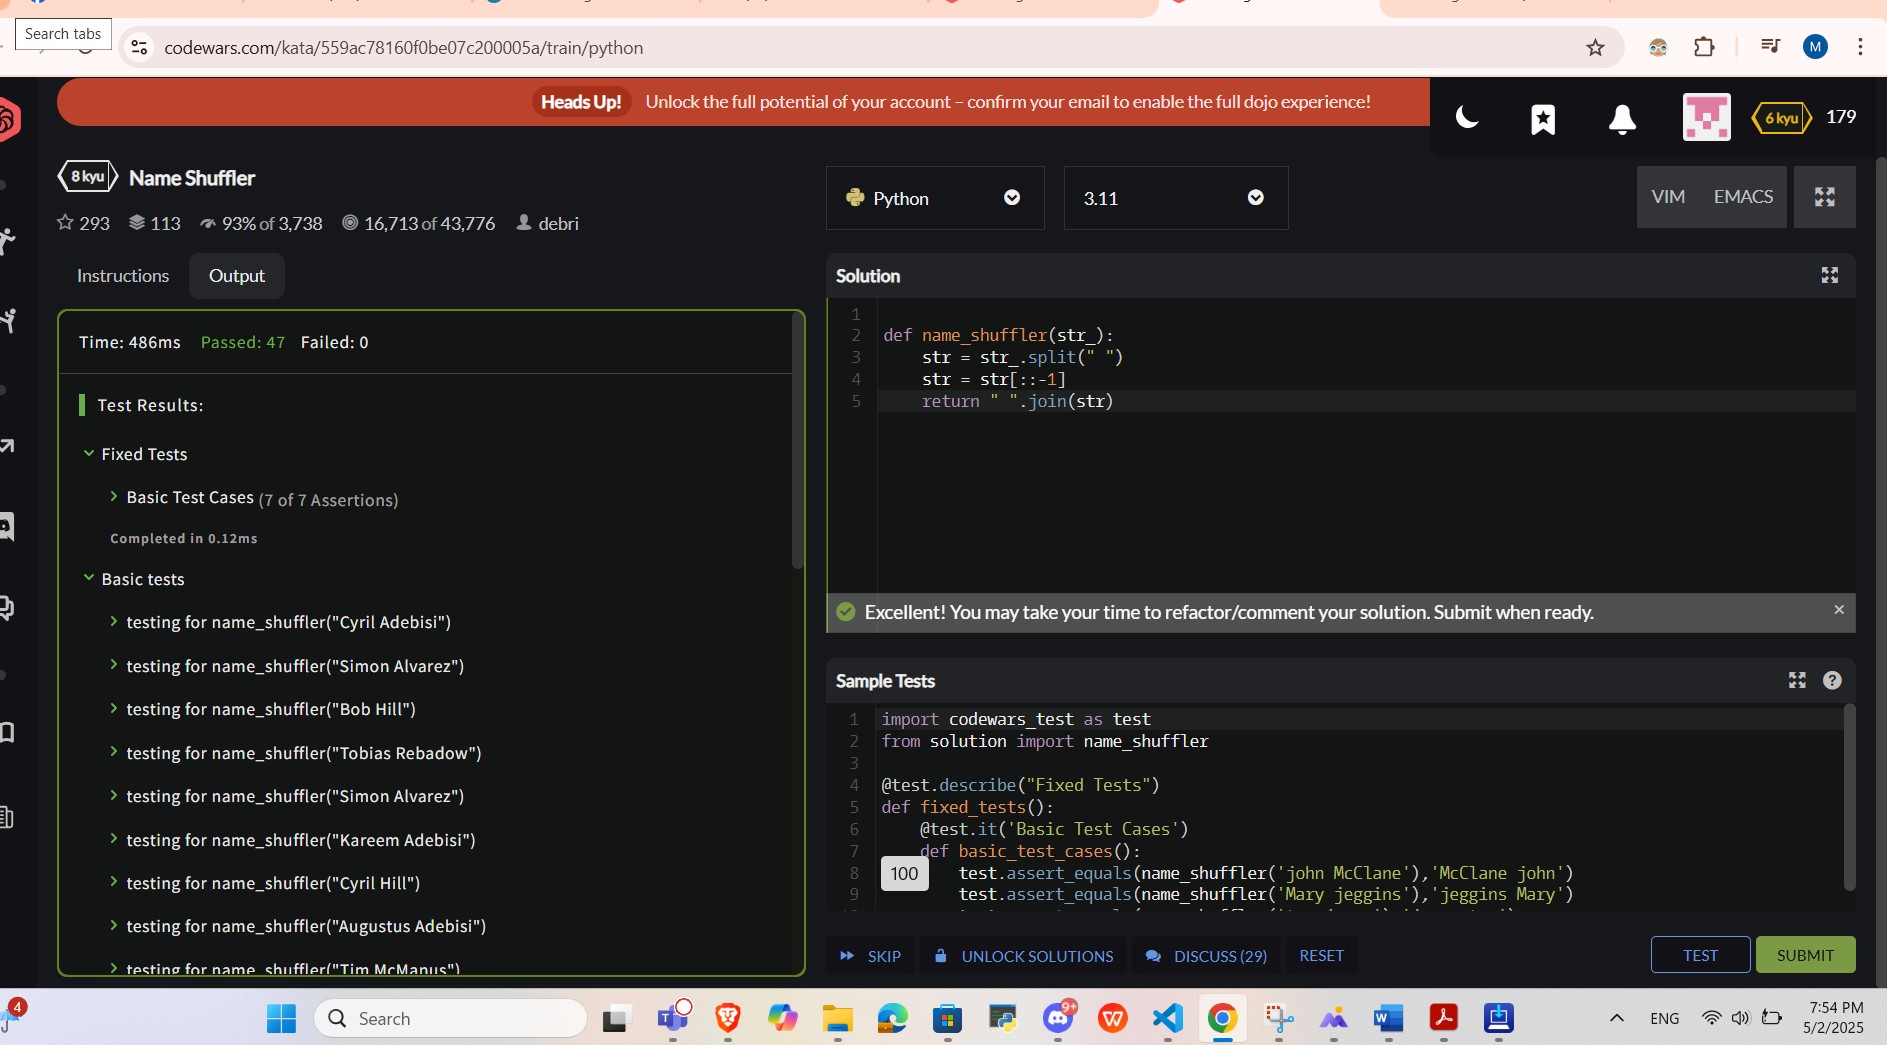 Search tabs
codewars.com/kata/559ac78160f0be07c200005a/train/python
M
Heads Up! Unlock the full potential of your account – confirm your email to enable the full dojo experience!
6 kyu 179
8 kyu Name Shuffler
293 113 93% of 3,738 16,713 of 43,776 debri
Instructions Output
Time: 486ms Passed: 47 Failed: 0
Test Results:
Fixed Tests
Basic Test Cases (7 of 7 Assertions)
Completed in 0.12ms
Basic tests
testing for name_shuffler("Cyril Adebisi")
testing for name_shuffler("Simon Alvarez")
testing for name_shuffler("Bob Hill")
testing for name_shuffler("Tobias Rebadow")
testing for name_shuffler("Simon Alvarez")
testing for name_shuffler("Kareem Adebisi")
testing for name_shuffler("Cyril Hill")
testing for name_shuffler("Augustus Adebisi")
testing for name_shuffler("Tim McManus")
Python 3.11 VIM EMACS
Solution
1
2 def name_shuffler(str_):
3 str = str_.split(" ")
4 str = str[::-1]
5 return " ".join(str)
Excellent! You may take your time to refactor/comment your solution. Submit when ready.
Sample Tests
1 import codewars_test as test
2 from solution import name_shuffler
3
4 @test.describe("Fixed Tests")
5 def fixed_tests():
6 @test.it('Basic Test Cases')
7 def basic_test_cases():
8 test.assert_equals(name_shuffler('john McClane'),'McClane john')
9 test.assert_equals(name_shuffler('Mary jeggins'),'jeggins Mary')
100
SKIP UNLOCK SOLUTIONS DISCUSS (29) RESET TEST SUBMIT
4 Search 9+ ENG 7:54 PM
5/2/2025